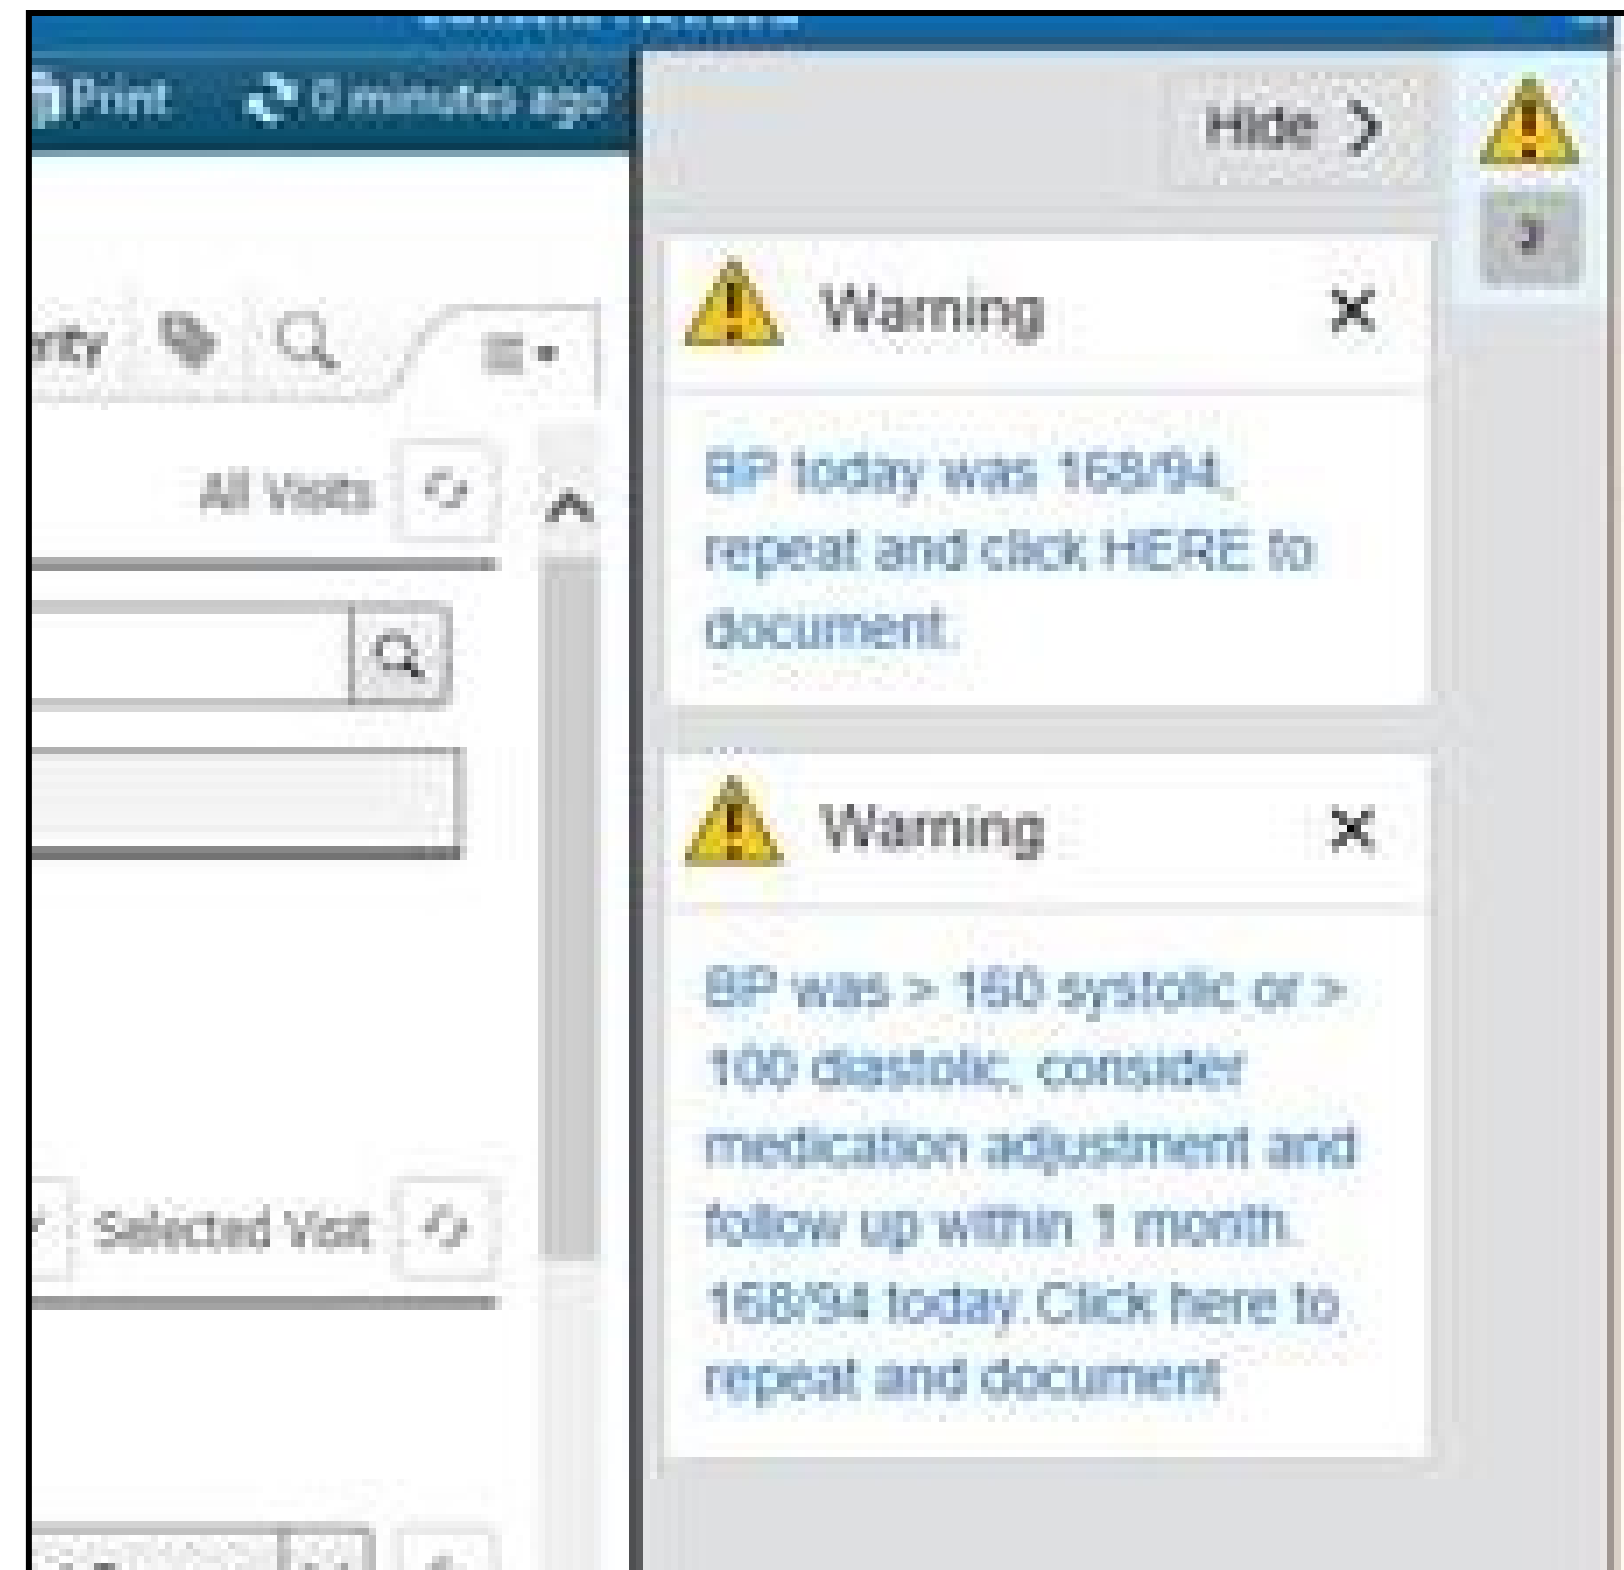 Print 0 minutes ago
Hide
Warning
rity
BP today was 168/94,
All Visits
repeat and click HERE to
document.
Warning
BP was > 160 systolic or >
100 diastolic, consider
medication adjustment and
Selected Visit
follow up within 1 month.
168/94 today.Click here to
repeat and document